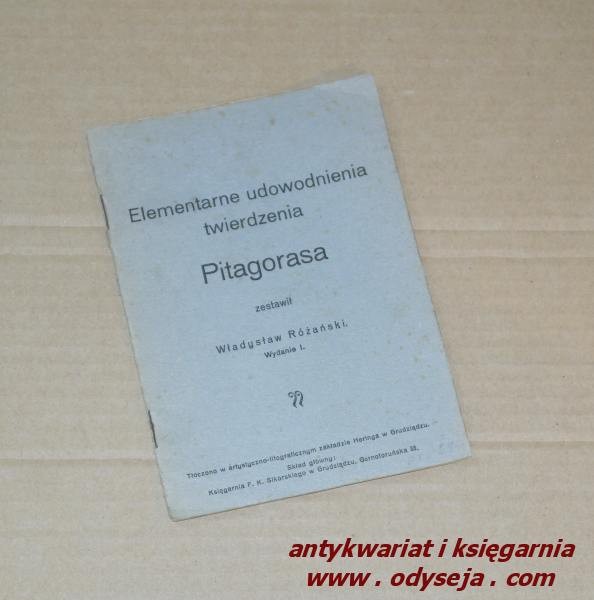 Elementarne udowodnienia
twierdzenia
Pitagorasa
zestawił
Władysław Różański.
Wydanie I.
Tłoczono w artystyczno-litograficznym zakładzie Heringa w Grudziądzu.
Skład główny:
Księgarnia F. K. Sikorskiego w Grudziądzu, Gornotoruńska
antykwariat i księgarnia
www . odyseja . com